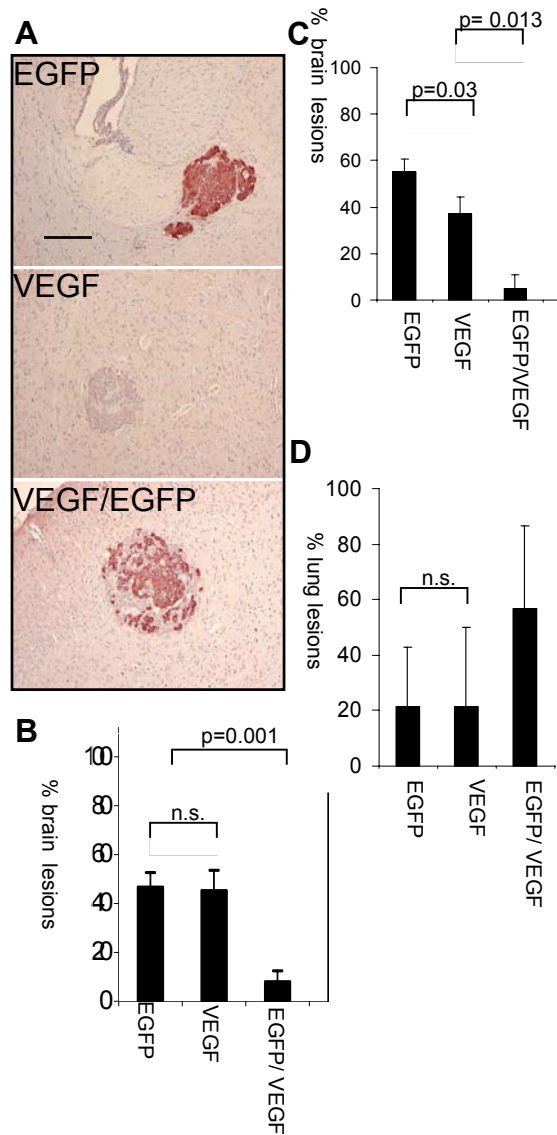 A
EGFP
VEGF
VEGF/EGFP
B
% brain lesions
100
80
60
40
20
0
n.s.
p=0.001
EGFP
VEGF
EGFP/ VEGF
C
% brain lesions
100
80
60
40
20
0
p=0.03
p= 0.013
EGFP
VEGF
EGFP/VEGF
D
% lung lesions
100
80
60
40
20
0
n.s.
EGFP
VEGF
EGFP/ VEGF